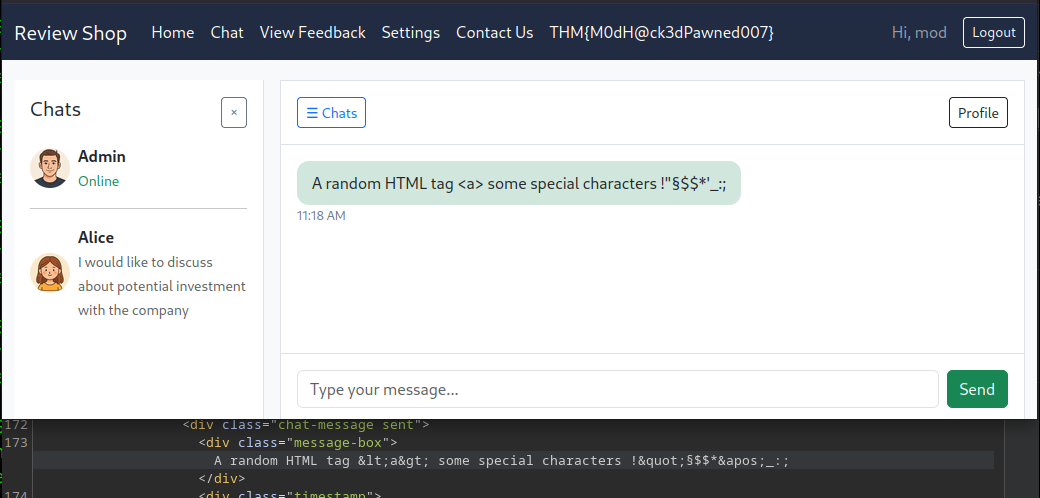 Review Shop Home Chat View Feedback Settings Contact Us THM{M0dH@ck3dPawned007} Hi, mod Logout
Chats ×
Admin
Online
Alice
I would like to discuss
about potential investment
with the company
☰ Chats Profile
A random HTML tag <a> some special characters !"§$$*'_:;
11:18 AM
Type your message... Send
172 <div class="chat-message sent">
173 <div class="message-box">
A random HTML tag &lt;a&gt; some special characters !&quot;§$$*&apos;_:;
</div>
174 <div class="timestamp">